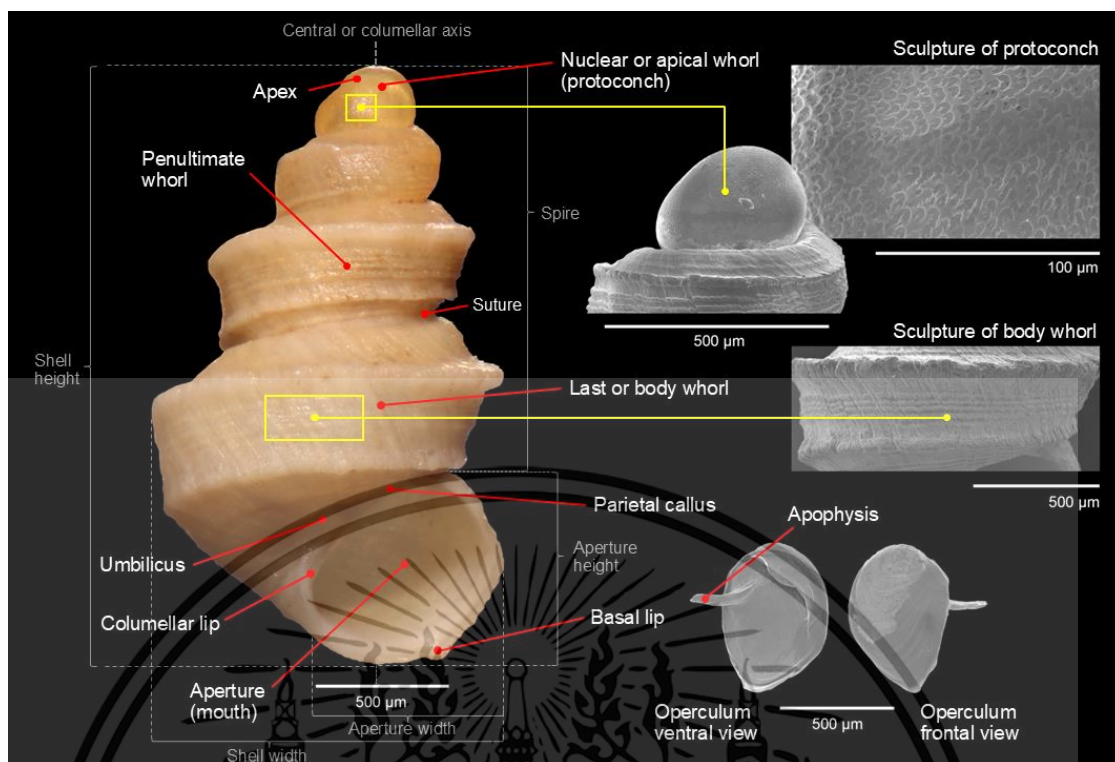 Central or columellar axis
Nuclear or apical whorl
(protoconch)
Sculpture of protoconch
Apex
Penultimate
whorl
Spire
100 µm
Suture
500 µm
Sculpture of body whorl
Shell
height
Last or body whorl
500 µm
Parietal callus
Apophysis
Umbilicus
Aperture
height
Columellar lip
Basal lip
Aperture
(mouth)
500 µm
Aperture width
Shell width
Operculum
ventral view
500 µm
Operculum
frontal view